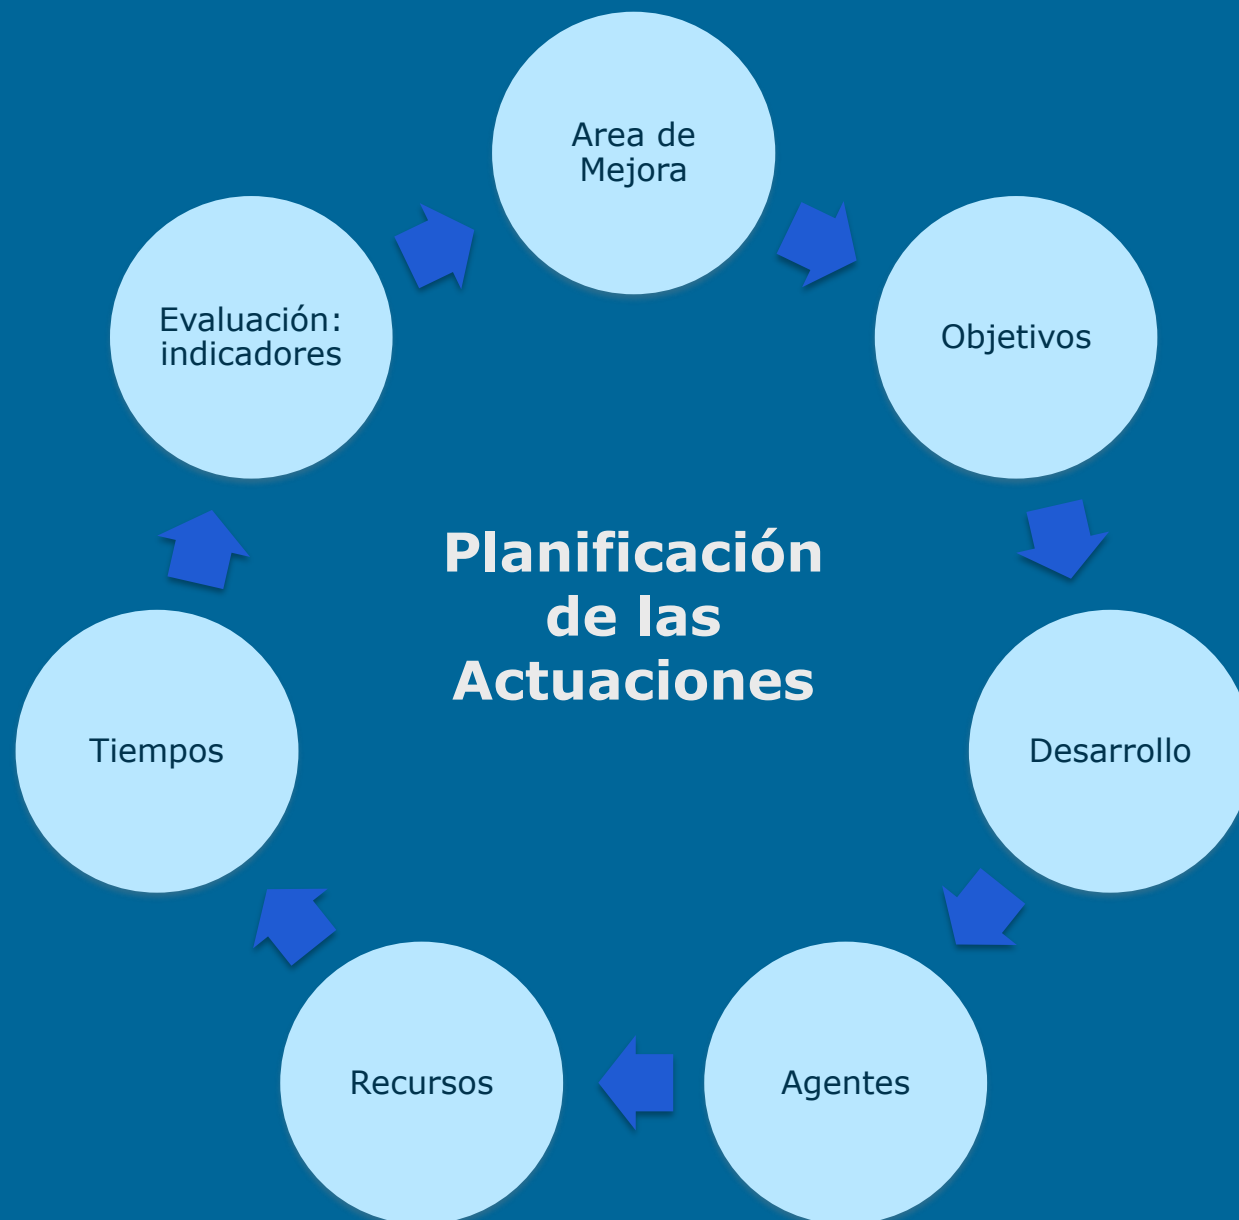 Area de
Mejora
Objetivos
Desarrollo
Agentes
Recursos
Tiempos
Evaluación:
indicadores
Planificación
de las
Actuaciones